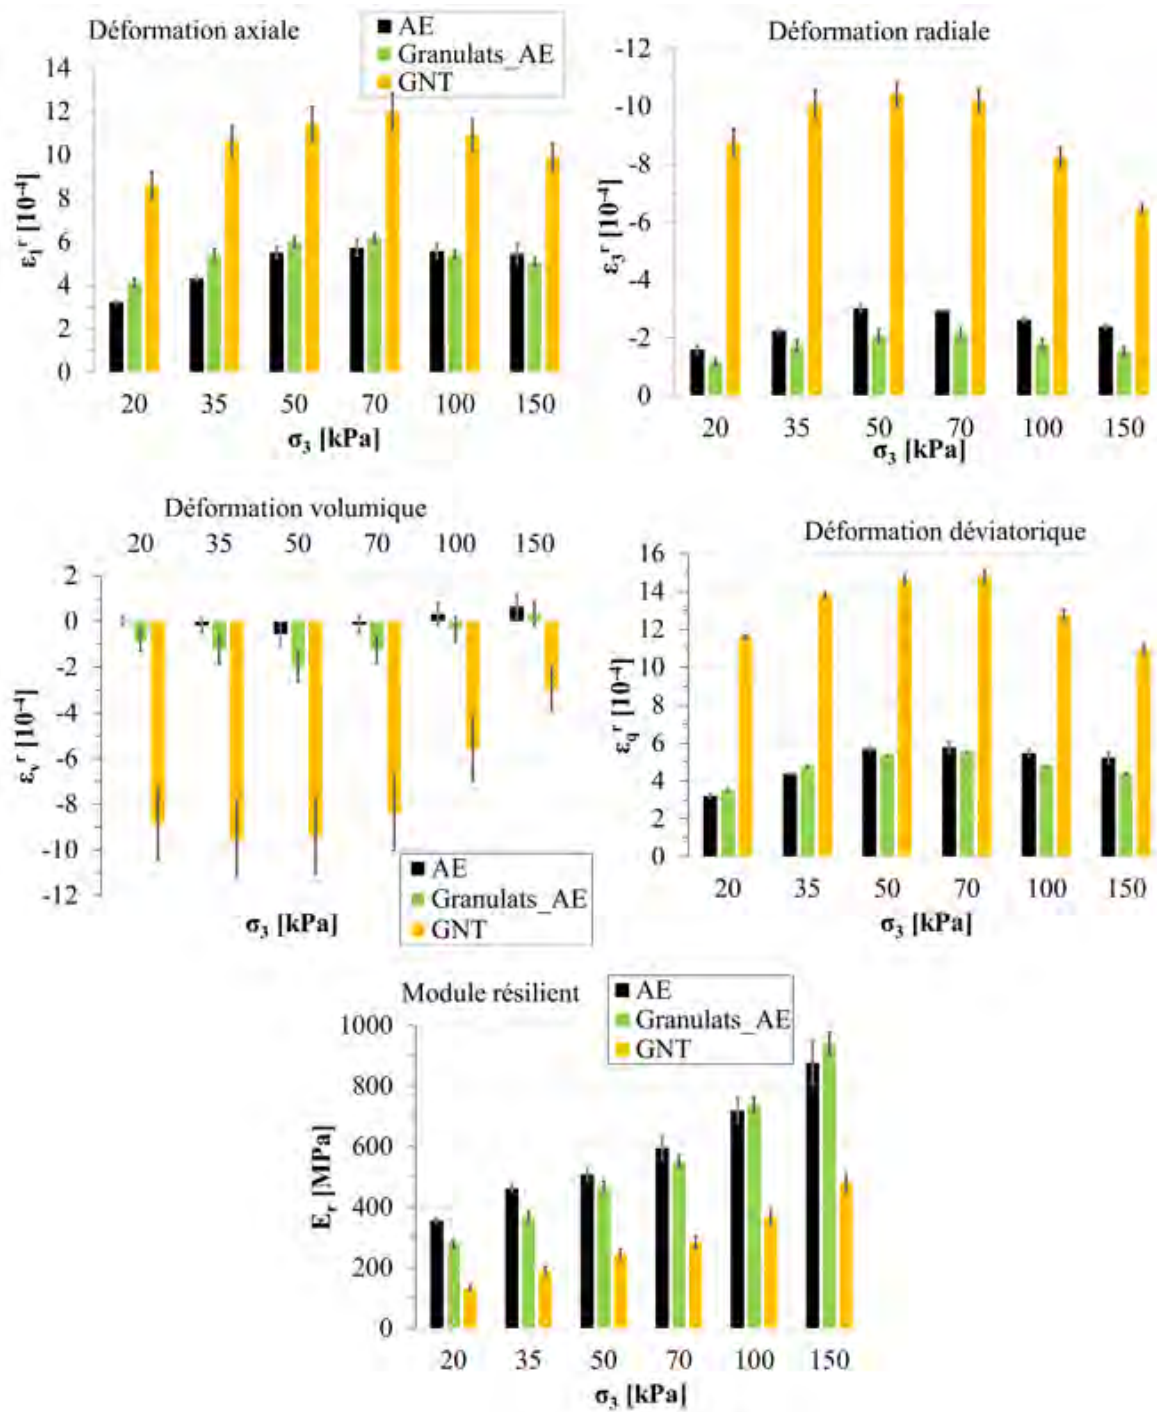 Déformation axiale
AE
Granulats_AE
GNT
14
12
10
8
6
4
2
0
ε₁ʳ [10⁻⁴]
20 35 50 70 100 150
σ₃ [kPa]
Déformation radiale
-12
-10
-8
-6
-4
-2
0
ε₃ʳ [10⁻⁴]
20 35 50 70 100 150
σ₃ [kPa]
Déformation volumique
20 35 50 70 100 150
2
0
-2
-4
-6
-8
-10
-12
εᵥʳ [10⁻⁴]
AE
Granulats_AE
GNT
σ₃ [kPa]
Déformation déviatorique
16
14
12
10
8
6
4
2
0
ε_qʳ [10⁻⁴]
20 35 50 70 100 150
σ₃ [kPa]
Module résilient
AE
Granulats_AE
GNT
1000
800
600
400
200
0
Eᵣ [MPa]
20 35 50 70 100 150
σ₃ [kPa]